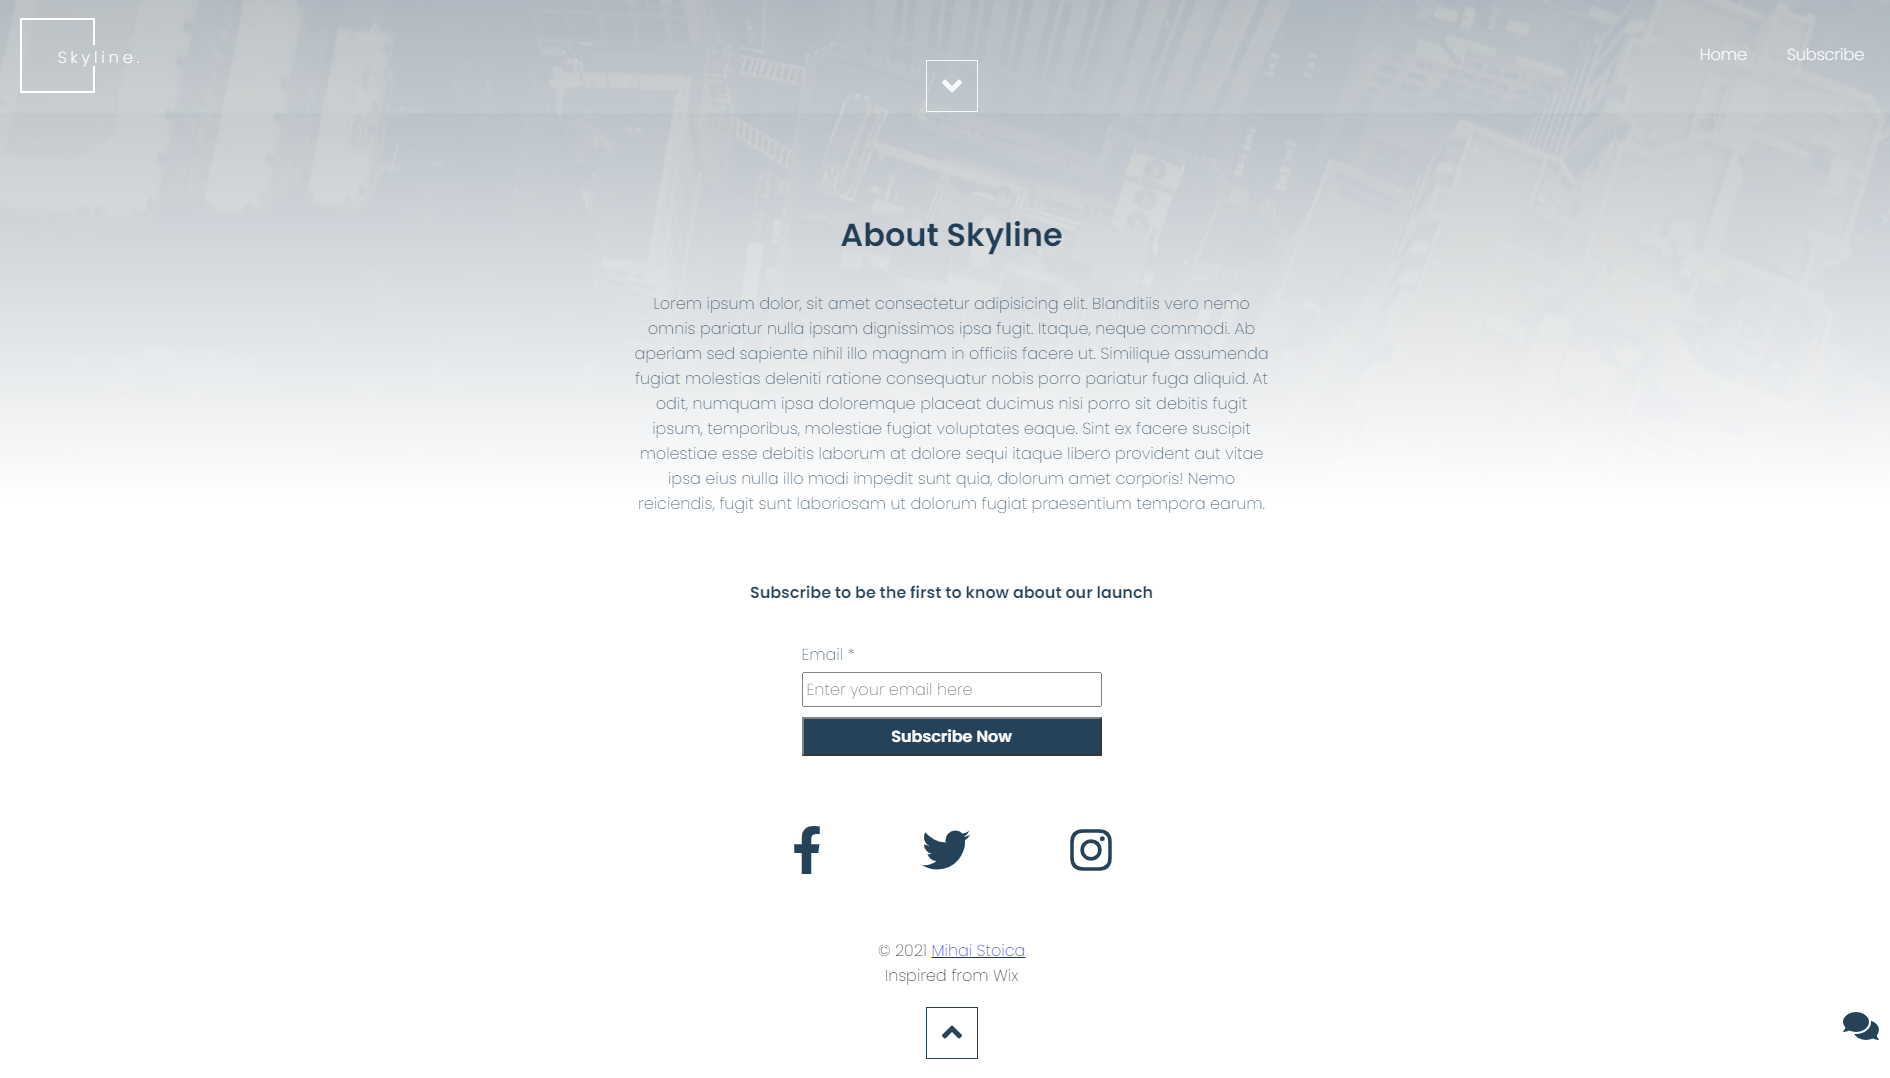 Skyline.
Home
Subscribe
About Skyline
Lorem ipsum dolor, sit amet consectetur adipisicing elit. Blanditiis vero nemo
omnis pariatur nulla ipsam dignissimos ipsa fugit. Itaque, neque commodi. Ab
aperiam sed sapiente nihil illo magnam in officiis facere ut. Similique assumenda
fugiat molestias deleniti ratione consequatur nobis porro pariatur fuga aliquid. At
odit, numquam ipsa doloremque placeat ducimus nisi porro sit debitis fugit
ipsum, temporibus, molestiae fugiat voluptates eaque. Sint ex facere suscipit
molestiae esse debitis laborum at dolore sequi itaque libero provident aut vitae
ipsa eius nulla illo modi impedit sunt quia, dolorum amet corporis! Nemo
reiciendis, fugit sunt laboriosam ut dolorum fugiat praesentium tempora earum.
Subscribe to be the first to know about our launch
Email *
Enter your email here
Subscribe Now
© 2021 Mihai Stoica
Inspired from Wix